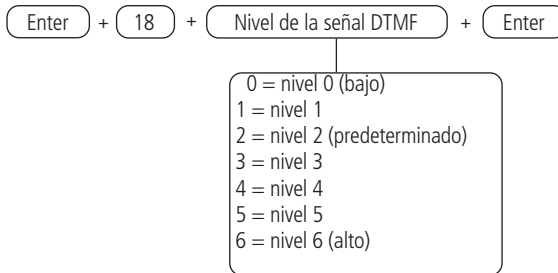 Enter + 18 + Nivel de la señal DTMF + Enter
0 = nivel 0 (bajo)
1 = nivel 1
2 = nivel 2 (predeterminado)
3 = nivel 3
4 = nivel 4
5 = nivel 5
6 = nivel 6 (alto)